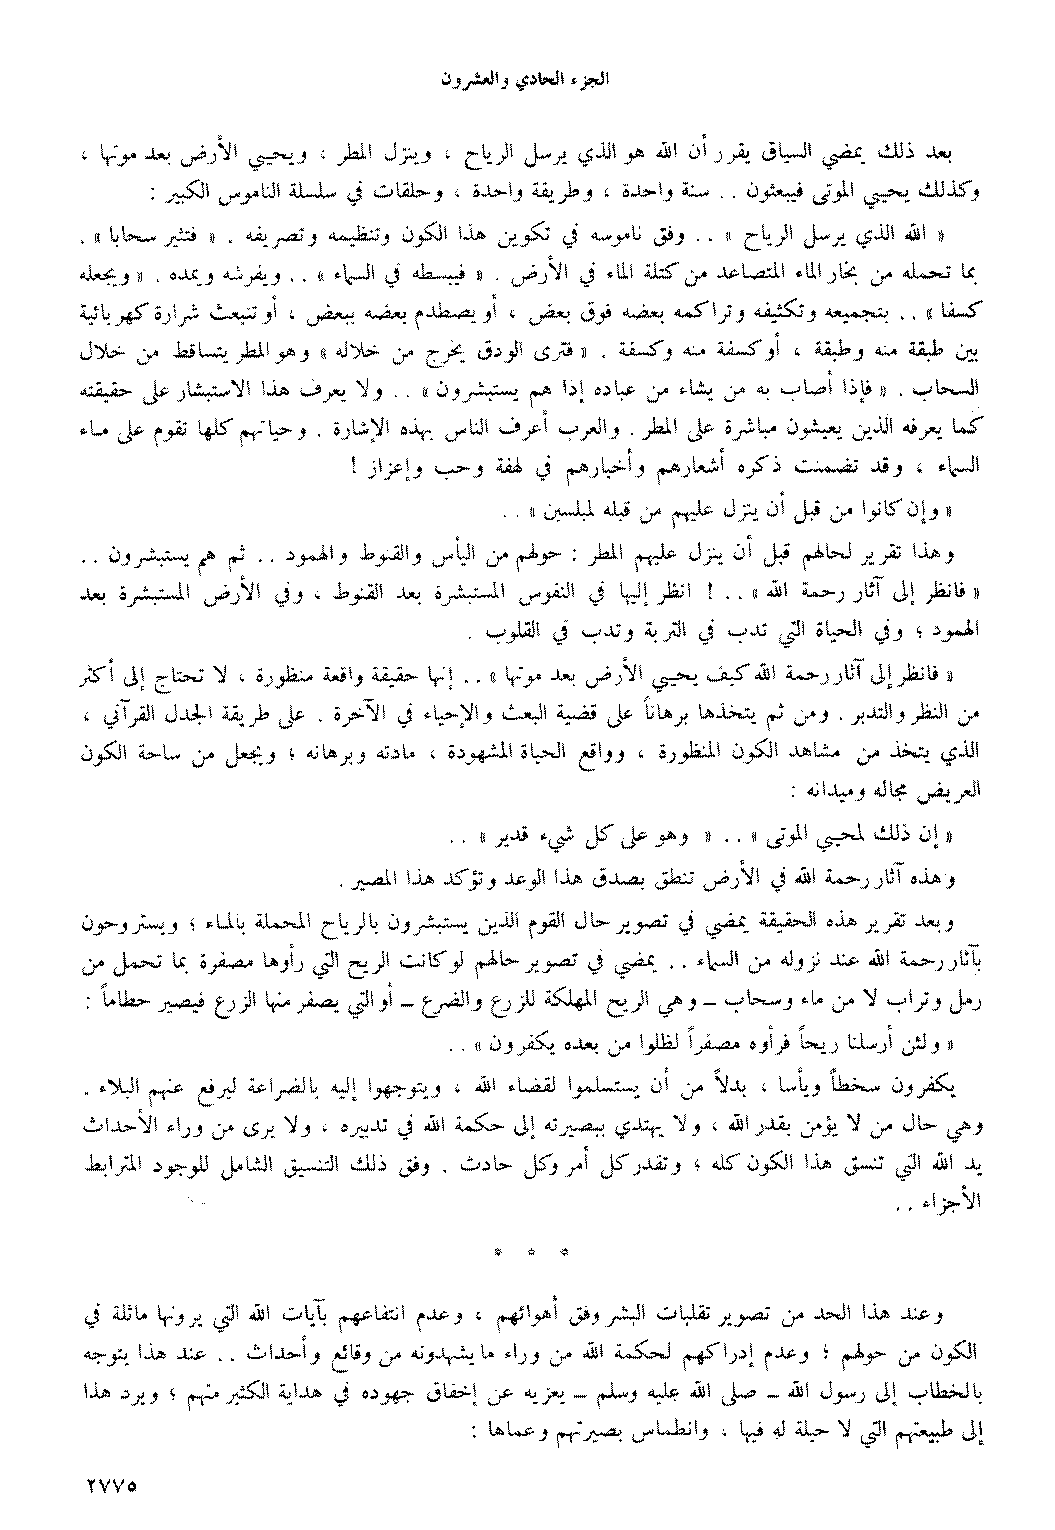 الجزء الحادي والعشرون
بعد ذلك يمضي السياق يقرر أن الله هو الذي يرسل الرياح ، وينزل المطر ، ويحيي الأرض بعد موتها ،
وكذلك يحيي الموتى فيبعثون .. سنة واحدة ، وطريقة واحدة ، وحلقات في سلسلة الناموس الكبير :
« الله الذي يرسل الرياح » .. وفق ناموسه في تكوين هذا الكون وتنظيمه وتصريفه . « فتثير سحابا » .
بما تحمله من بخار الماء المتصاعد من كتلة الماء في الأرض . « فيبسطه في السماء » .. ويفرشه ويمده . « ويجعله
كسفا » .. بتجميعه وتكثيفه وتراكمه بعضه فوق بعض ، أو يصطدم بعضه ببعض ، أو تنبعث شرارة كهربائية
بين طبقة منه وطبقة ، أو كسفة منه وكسفة . « فترى الودق يخرج من خلاله » وهو المطر يتساقط من خلال
السحاب . « فإذا أصاب به من يشاء من عباده إذا هم يستبشرون » .. ولا يعرف هذا الاستبشار على حقيقته
كما يعرفه الذين يعيشون مباشرة على المطر . والعرب أعرف الناس بهذه الإشارة . وحياتهم كلها تقوم على ماء
السماء ، وقد تضمنت ذكره أشعارهم وأخبارهم في لهفة وحب وإعزاز !
« وإن كانوا من قبل أن ينزل عليهم من قبله لمبلسين » ..
وهذا تقرير لحالهم قبل أن ينزل عليهم المطر : حولهم من اليأس والقنوط والهمود .. ثم هم يستبشرون ..
« فانظر إلى آثار رحمة الله » .. ! انظر إليها في النفوس المستبشرة بعد القنوط ، وفي الأرض المستبشرة بعد
الهمود ؛ وفي الحياة التي تدب في التربة وتدب في القلوب .
« فانظر إلى آثار رحمة الله كيف يحيي الأرض بعد موتها » .. إنها حقيقة واقعة منظورة ، لا تحتاج إلى أكثر
من النظر والتدبر . ومن ثم يتخذها برهاناً على قضية البعث والإحياء في الآخرة . على طريقة الجدل القرآني ،
الذي يتخذ من مشاهد الكون المنظورة ، وواقع الحياة المشهودة ، مادته وبرهانه ؛ ويجعل من ساحة الكون
العريض مجاله وميدانه :
« إن ذلك لمحيي الموتى » .. « وهو على كل شيء قدير » ..
وهذه آثار رحمة الله في الأرض تنطق بصدق هذا الوعد وتؤكد هذا المصير .
وبعد تقرير هذه الحقيقة يمضي في تصوير حال القوم الذين يستبشرون بالرياح المحملة بالماء ؛ ويستروحون
بآثار رحمة الله عند نزوله من السماء .. يمضي في تصوير حالهم لو كانت الريح التي رأوها مصفرة بما تحمل من
رمل وتراب لا من ماء وسحاب – وهي الريح المهلكة للزرع والضرع – أو التي يصفر منها الزرع فيصير حطاماً :
« ولئن أرسلنا ريحاً فرأوه مصفراً لظلوا من بعده يكفرون » ..
يكفرون سخطاً ويأسا ، بدلاً من أن يستسلموا لقضاء الله ، ويتوجهوا إليه بالضراعة ليرفع عنهم البلاء .
وهي حال من لا يؤمن بقدر الله ، ولا يهتدي ببصيرته إلى حكمة الله في تدبيره ، ولا يرى من وراء الأحداث
يد الله التي تنسق هذا الكون كله ؛ وتقدر كل أمر وكل حادث . وفق ذلك التنسيق الشامل للوجود المترابط
الأجزاء ..
* * *
وعند هذا الحد من تصوير تقلبات البشر وفق أهوائهم ، وعدم انتفاعهم بآيات الله التي يرونها ماثلة في
الكون من حولهم ؛ وعدم إدراكهم لحكمة الله من وراء ما يشهدونه من وقائع وأحداث .. عند هذا يتوجه
بالخطاب إلى رسول الله – صلى الله عليه وسلم – يعزيه عن إخفاق جهوده في هداية الكثير منهم ؛ ويرد هذا
إلى طبيعتهم التي لا حيلة له فيها ، وانطماس بصيرتهم وعماها :
٢٧٧٥